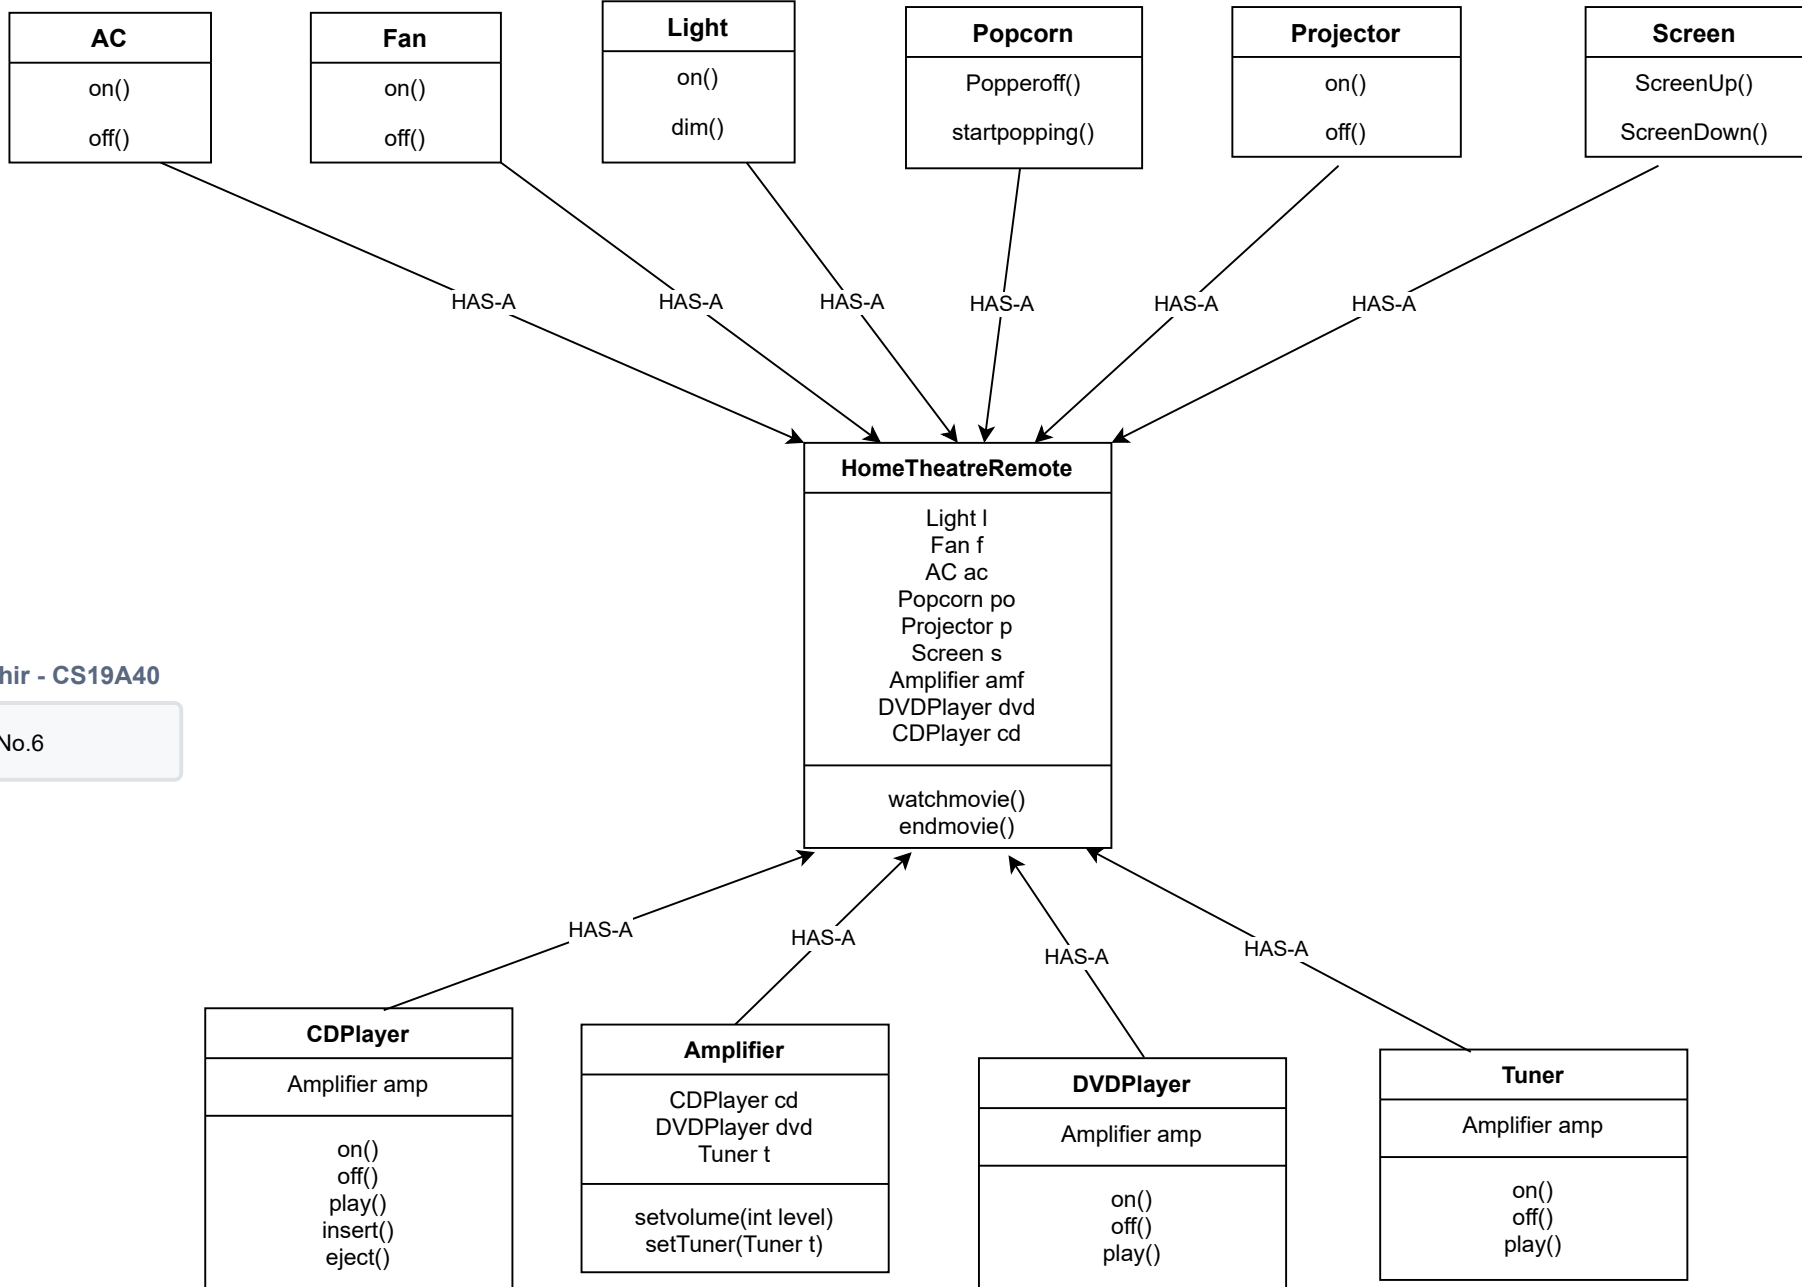 AC
on()
off()
Fan
on()
off()
Light
on()
dim()
Popcorn
Popperoff()
startpopping()
Projector
on()
off()
Screen
ScreenUp()
ScreenDown()
HAS-A
HAS-A
HAS-A
HAS-A
HAS-A
HAS-A
HomeTheatreRemote
Light l
Fan f
AC ac
Popcorn po
Projector p
Screen s
Amplifier amf
DVDPlayer dvd
CDPlayer cd
watchmovie()
endmovie()
hir - CS19A40
No.6
HAS-A
HAS-A
HAS-A
HAS-A
CDPlayer
Amplifier amp
on()
off()
play()
insert()
eject()
Amplifier
CDPlayer cd
DVDPlayer dvd
Tuner t
setvolume(int level)
setTuner(Tuner t)
DVDPlayer
Amplifier amp
on()
off()
play()
Tuner
Amplifier amp
on()
off()
play()